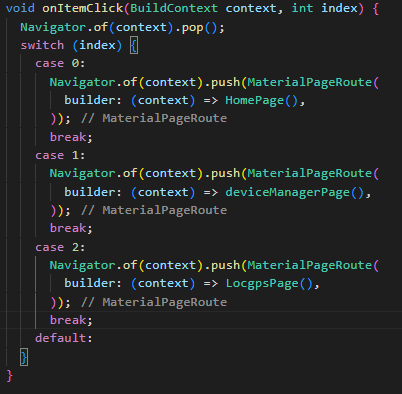 void onItemClick(BuildContext context, int index) {
  Navigator.of(context).pop();
  switch (index) {
    case 0:
      Navigator.of(context).push(MaterialPageRoute(
        builder: (context) => HomePage(),
      )); // MaterialPageRoute
      break;
    case 1:
      Navigator.of(context).push(MaterialPageRoute(
        builder: (context) => deviceManagerPage(),
      )); // MaterialPageRoute
      break;
    case 2:
      Navigator.of(context).push(MaterialPageRoute(
        builder: (context) => LocgpsPage(),
      )); // MaterialPageRoute
      break;
    default:
  }
}